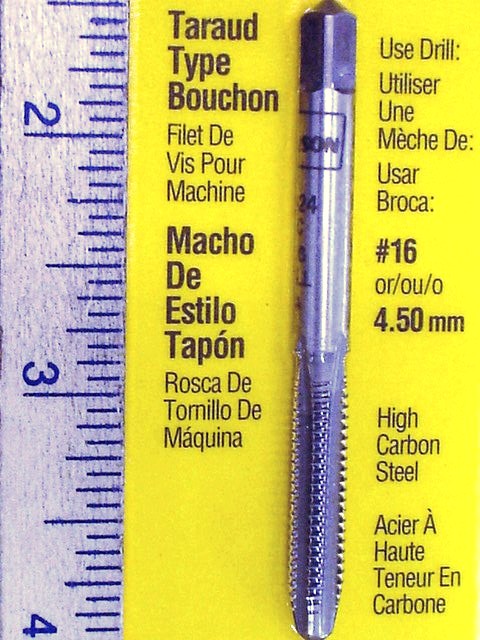 2
3
4
Taraud
Type
Bouchon
Filet De
Vis Pour
Machine
Macho
De
Estilo
Tapón
Rosca De
Tornillo De
Máquina
SON
24
Use Drill:
Utiliser
Une
Mèche De:
Usar
Broca:
#16
or/ou/o
4.50 mm
High
Carbon
Steel
Acier À
Haute
Teneur En
Carbone